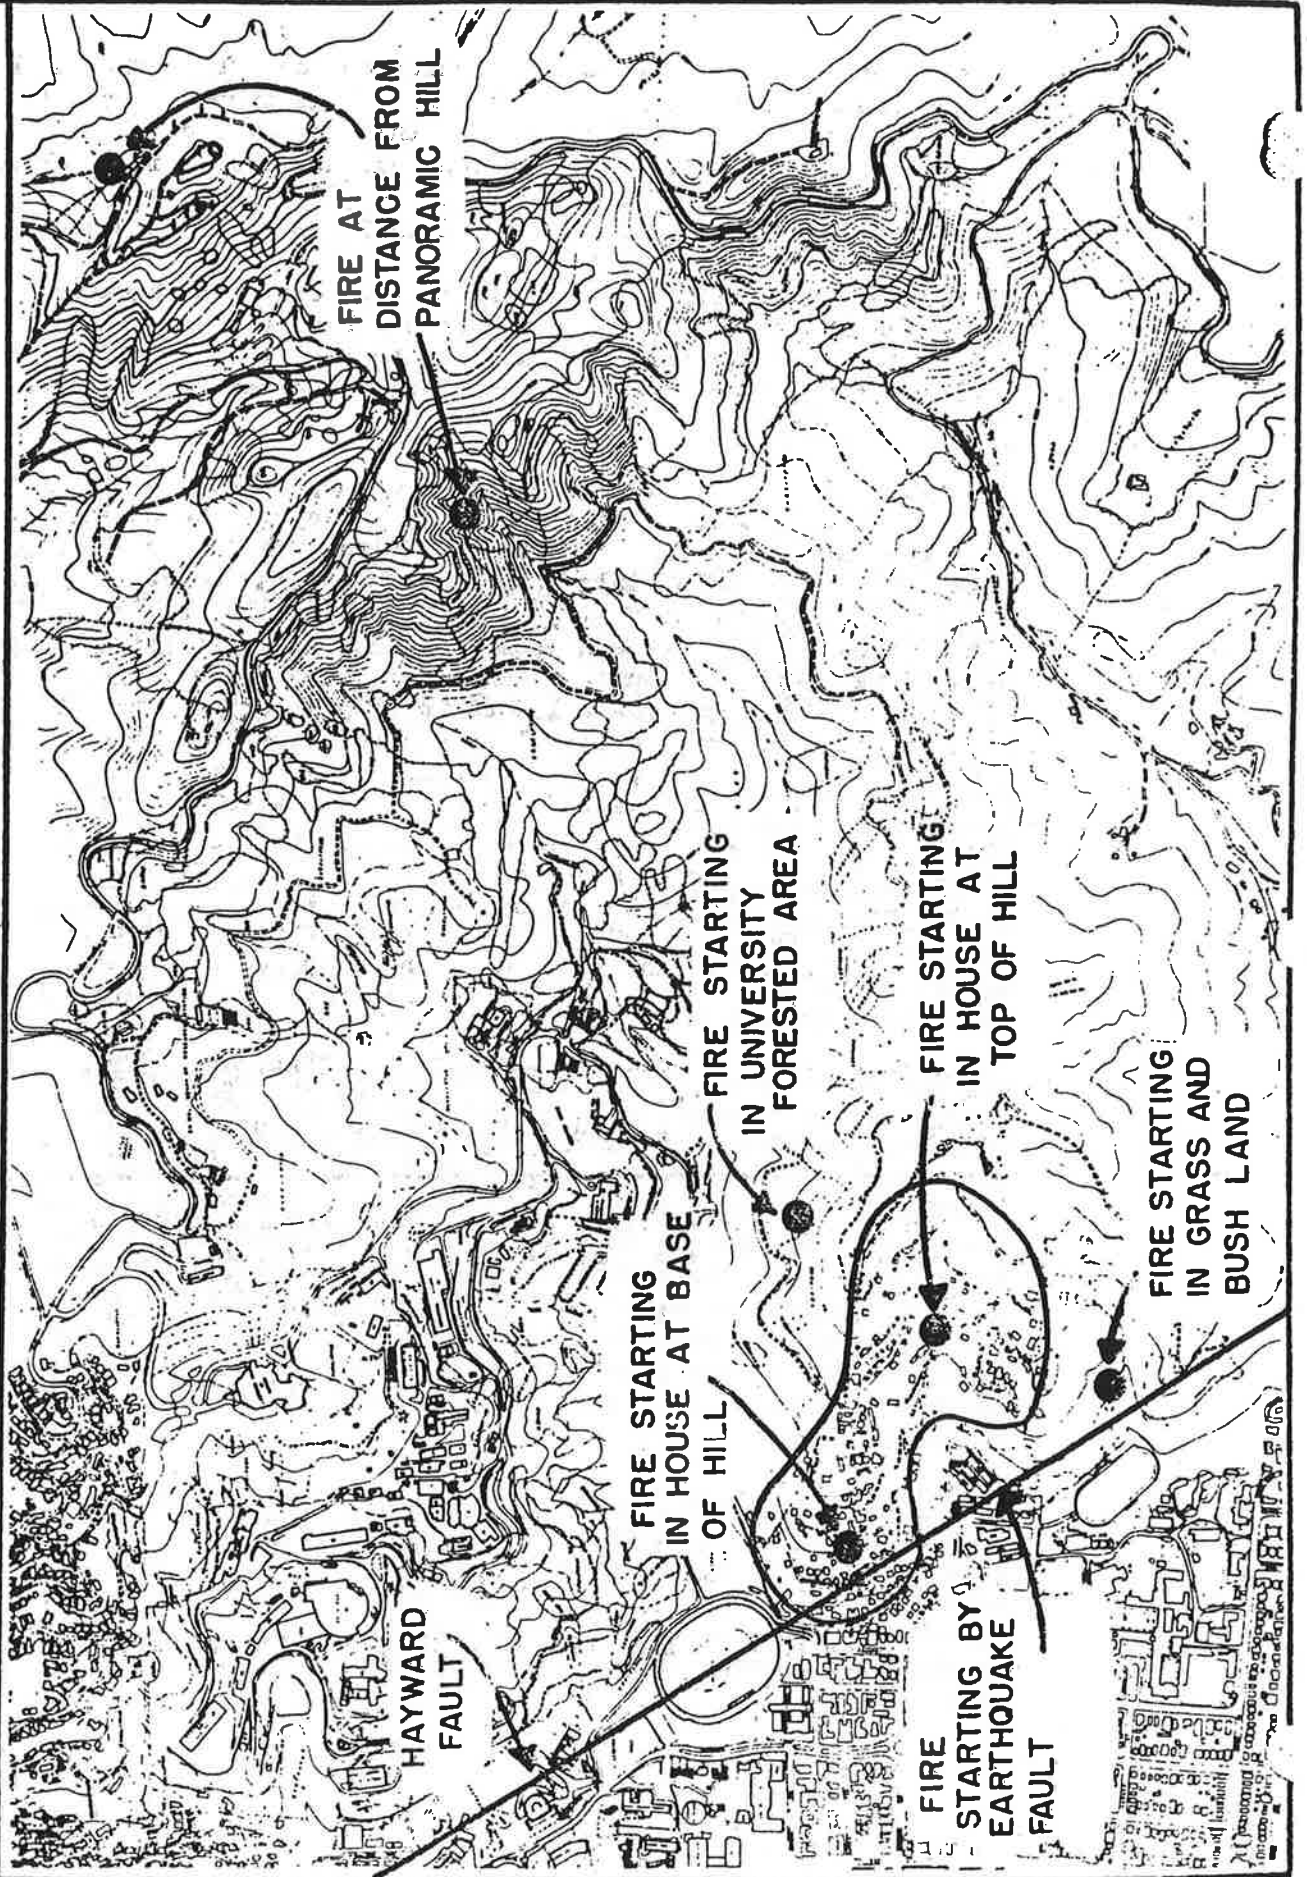 FIRE AT
DISTANCE FROM
PANORAMIC HILL
FIRE STARTING
IN UNIVERSITY
FORESTED AREA
FIRE STARTING
IN HOUSE AT
TOP OF HILL
FIRE STARTING
IN GRASS AND
BUSH LAND
FIRE STARTING
IN HOUSE AT BASE
OF HILL
HAYWARD
FAULT
FIRE
STARTING BY
EARTHQUAKE
FAULT